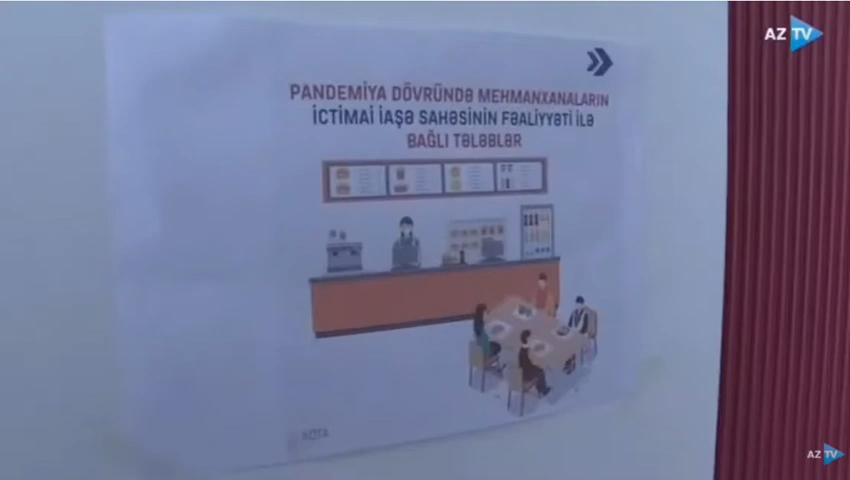 AZ TV
PANDEMİYA DÖVRÜNDƏ MEHMANXANALARIN
İCTİMAİ İAŞƏ SAHƏSİNİN FƏALİYYƏTİ İLƏ
BAĞLI TƏLƏBLƏR
AZ TV